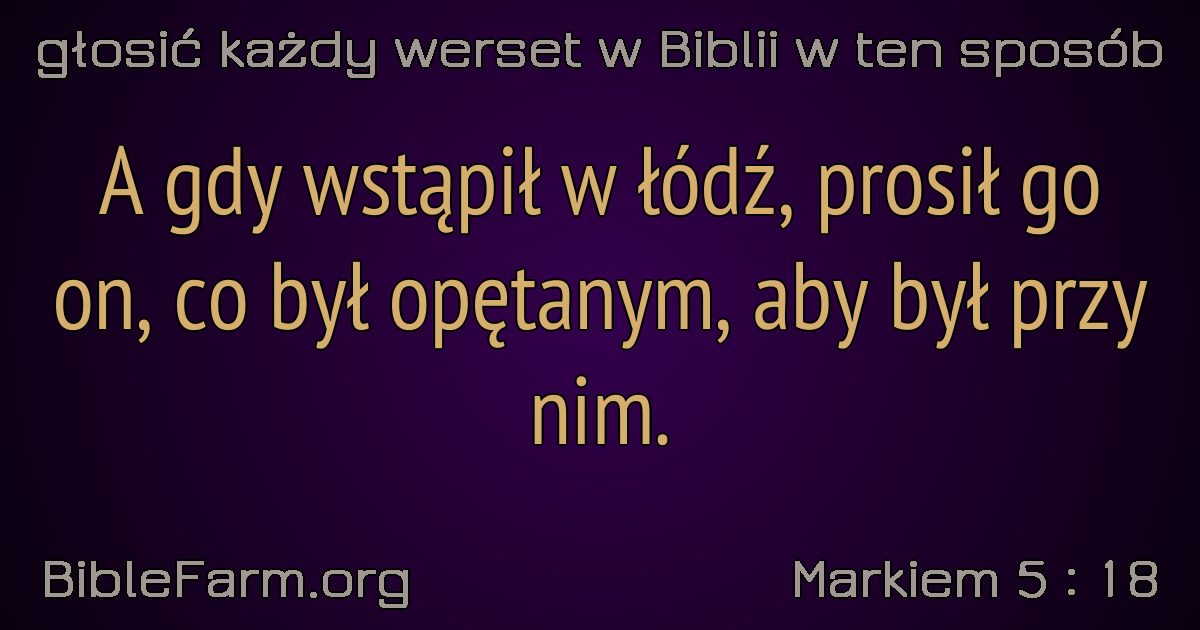 głosić każdy werset w Biblii w ten sposób
A gdy wstąpił w łódź, prosił go
on, co był opętanym, aby był przy
nim.
BibleFarm.org
Markiem 5 : 18